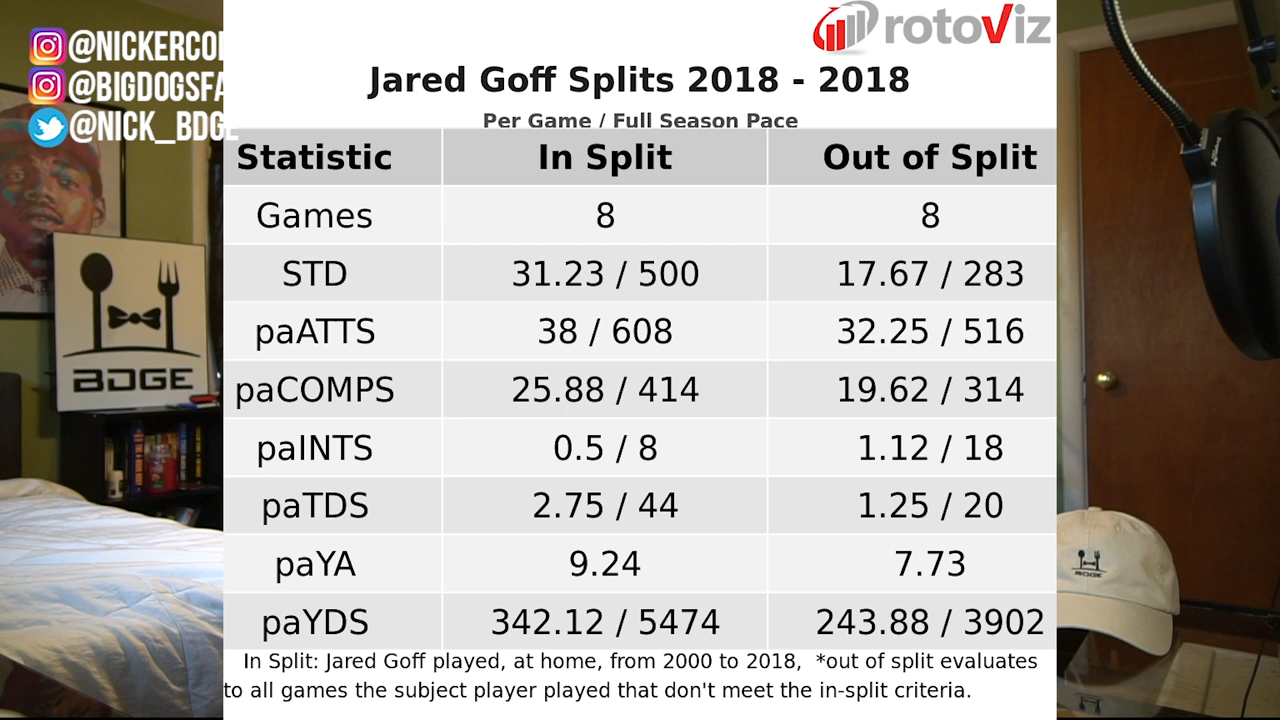 @NICKERCO
@BIGDOGSFA
@NICK_BDGE
rotoViz
Jared Goff Splits 2018 - 2018
Per Game / Full Season Pace
Statistic In Split Out of Split
Games 8 8
STD 31.23 / 500 17.67 / 283
paATTS 38 / 608 32.25 / 516
paCOMPS 25.88 / 414 19.62 / 314
paINTS 0.5 / 8 1.12 / 18
paTDS 2.75 / 44 1.25 / 20
paYA 9.24 7.73
paYDS 342.12 / 5474 243.88 / 3902
In Split: Jared Goff played, at home, from 2000 to 2018, *out of split evaluates
to all games the subject player played that don't meet the in-split criteria.
BDGE
BDGE